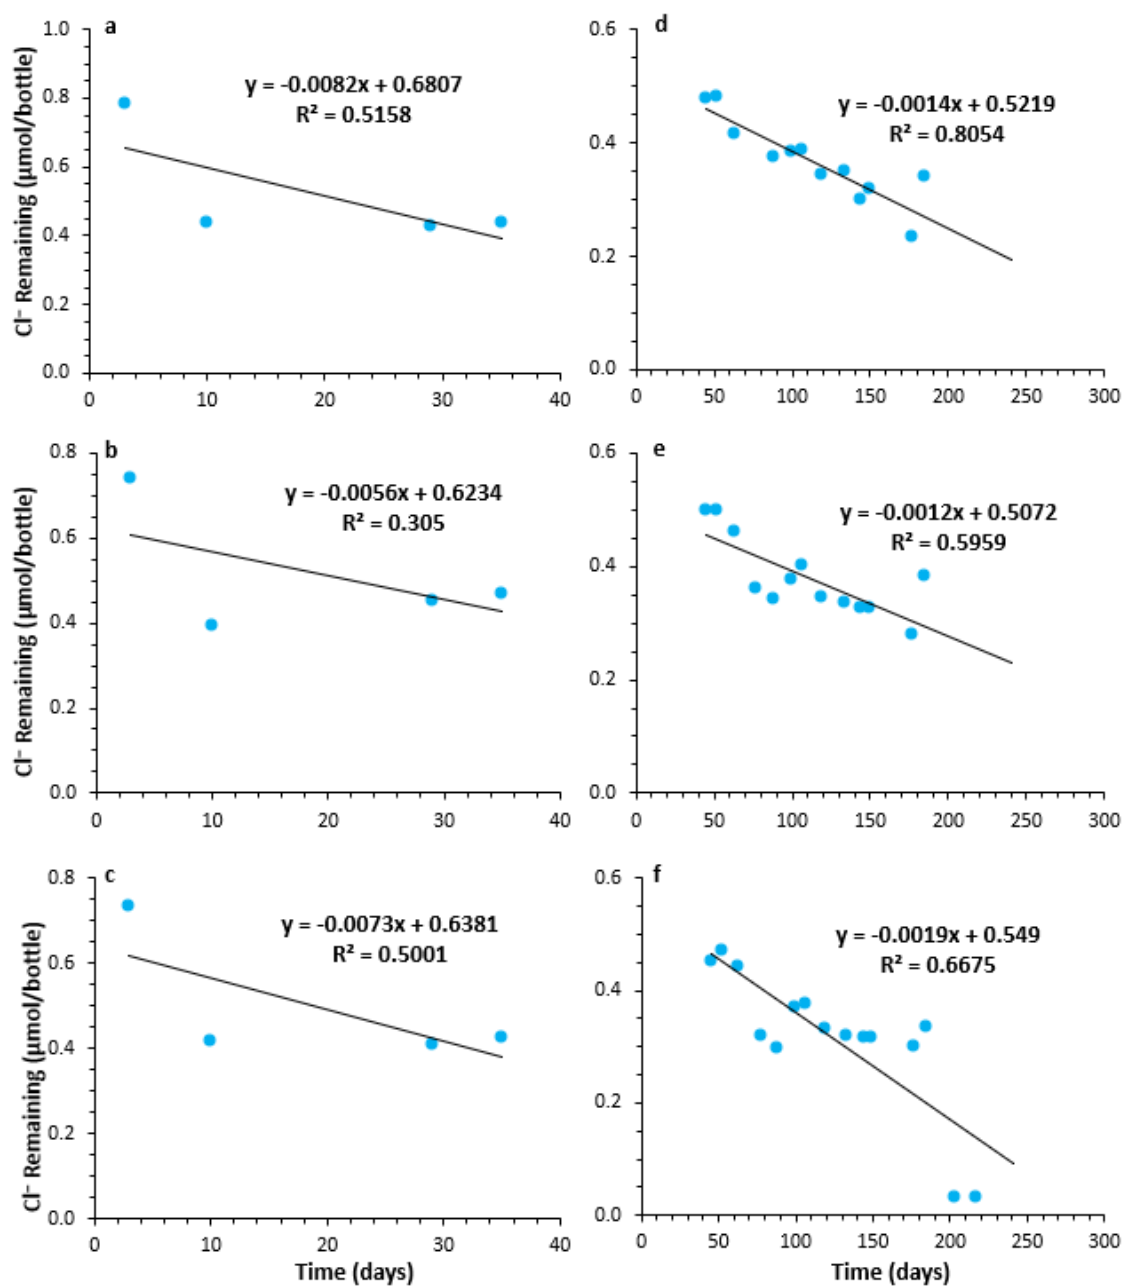 a
Cl⁻ Remaining (µmol/bottle)
1.0
0.8
0.6
0.4
0.2
0.0
y = -0.0082x + 0.6807
R² = 0.5158
0 10 20 30 40
d
0.6
0.4
0.2
0.0
y = -0.0014x + 0.5219
R² = 0.8054
0 50 100 150 200 250 300
b
Cl⁻ Remaining (µmol/bottle)
0.8
0.6
0.4
0.2
0.0
y = -0.0056x + 0.6234
R² = 0.305
0 10 20 30 40
e
0.6
0.4
0.2
0.0
y = -0.0012x + 0.5072
R² = 0.5959
0 50 100 150 200 250 300
c
Cl⁻ Remaining (µmol/bottle)
0.8
0.6
0.4
0.2
0.0
y = -0.0073x + 0.6381
R² = 0.5001
0 10 20 30 40
Time (days)
f
0.6
0.4
0.2
0.0
y = -0.0019x + 0.549
R² = 0.6675
0 50 100 150 200 250 300
Time (days)